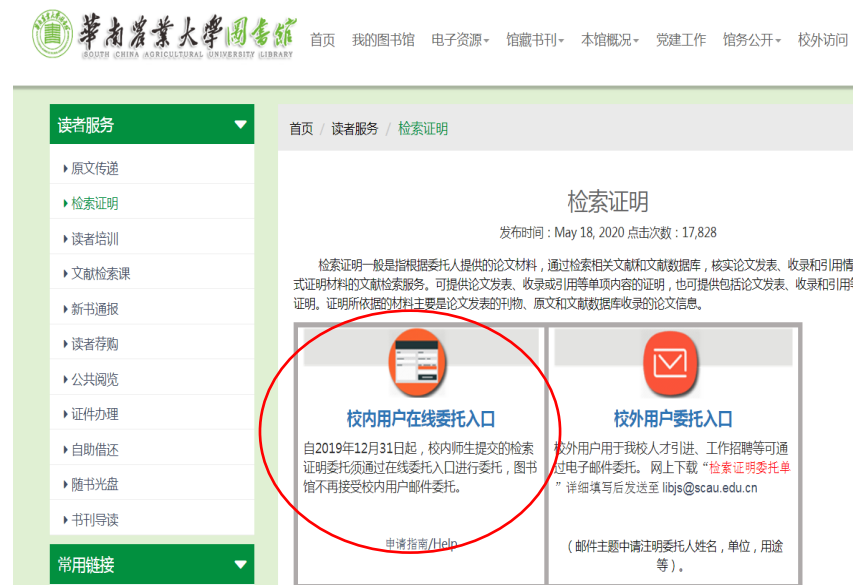 華南农業大學圖書館
SOUTH CHINA AGRICULTURAL UNIVERSITY LIBRARY
首页 我的图书馆 电子资源 馆藏书刊 本馆概况 党建工作 馆务公开 校外访问
读者服务
原文传递
检索证明
读者培训
文献检索课
新书通报
读者荐购
公共阅览
证件办理
自助借还
随书光盘
书刊导读
常用链接
首页 / 读者服务 / 检索证明
检索证明
发布时间：May 18, 2020 点击次数：17,828
检索证明一般是指根据委托人提供的论文材料，通过检索相关文献和文献数据库，核实论文发表、收录和引用情
式证明材料的文献检索服务。可提供论文发表、收录或引用等单项内容的证明，也可提供包括论文发表、收录和引用等
证明。证明所依据的材料主要是论文发表的刊物、原文和文献数据库收录的论文信息。
校内用户在线委托入口
自2019年12月31日起，校内师生提交的检索
证明委托须通过在线委托入口进行委托，图书
馆不再接受校内用户邮件委托。
申请指南/Help
校外用户委托入口
校外用户用于我校人才引进、工作招聘等可通
过电子邮件委托。 网上下载“检索证明委托单
”详细填写后发送至 libjs@scau.edu.cn
（邮件主题中请注明委托人姓名，单位，用途
等）。